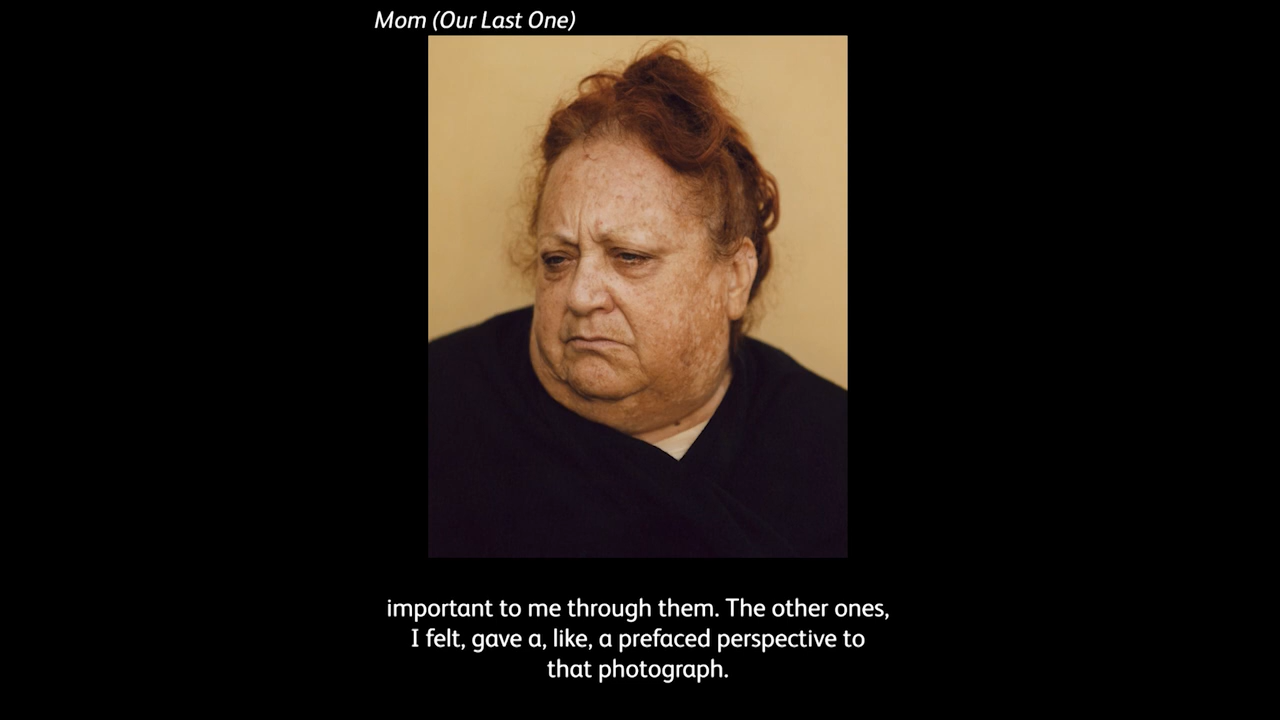 Mom (Our Last One)
important to me through them. The other ones,
I felt, gave a, like, a prefaced perspective to
that photograph.